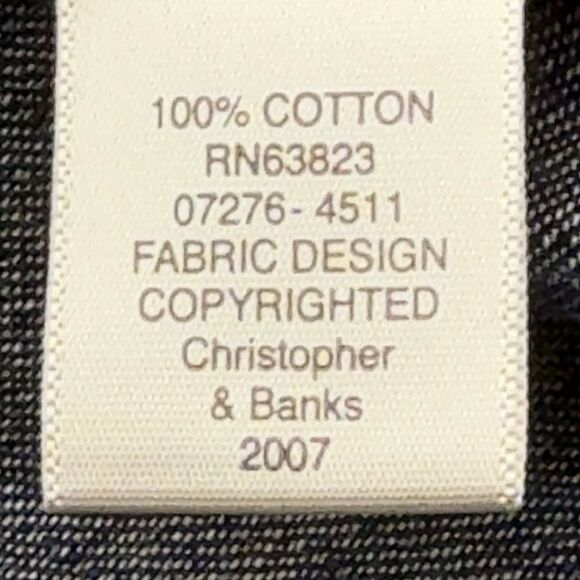 100% COTTON
RN63823
07276-4511
FABRIC DESIGN
COPYRIGHTED
Christopher
& Banks
2007